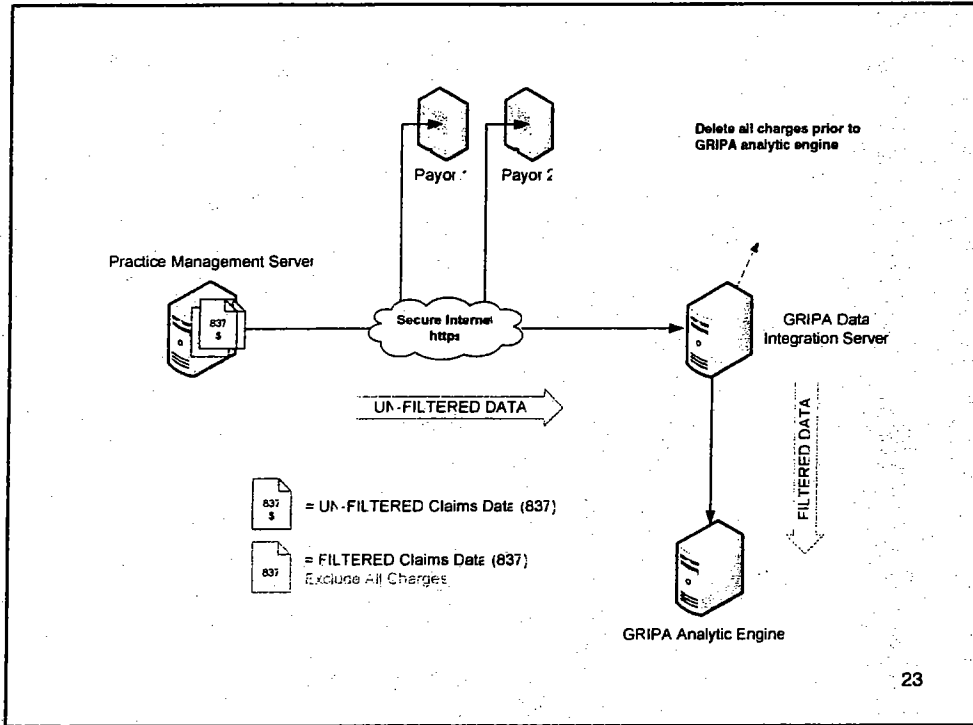 Delete all charges prior to
GRIPA analytic engine
Payor 1
Payor 2
Practice Management Server
837
$
Secure Internet
https
GRIPA Data
Integration Server
UN-FILTERED DATA
FILTERED DATA
837
$
= UN-FILTERED Claims Data (837)
837
= FILTERED Claims Data (837)
Exclude All Charges
GRIPA Analytic Engine
23